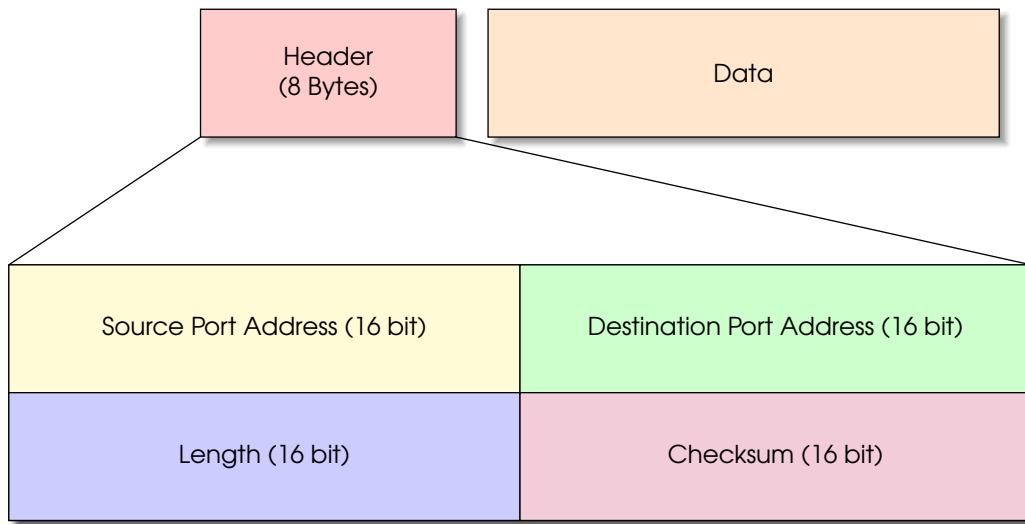 Header
(8 Bytes)
Data
Source Port Address (16 bit)
Destination Port Address (16 bit)
Length (16 bit)
Checksum (16 bit)